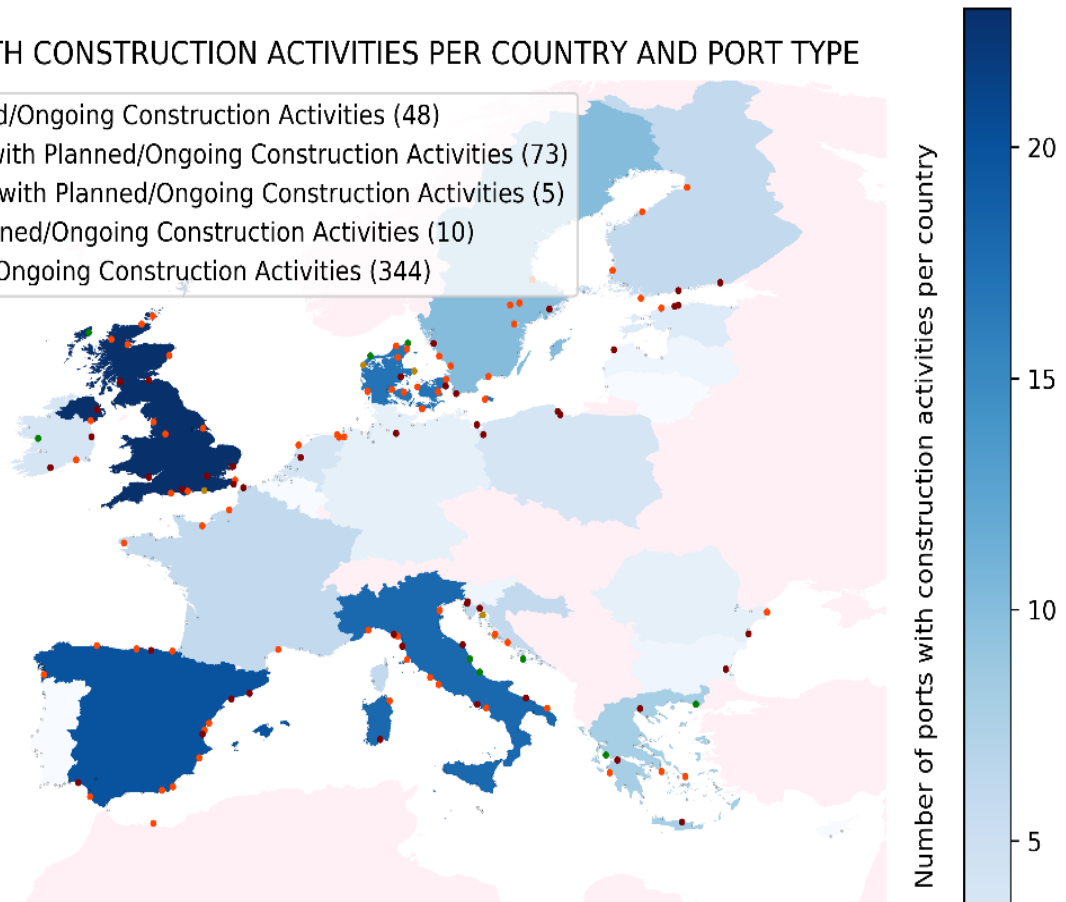 TH CONSTRUCTION ACTIVITIES PER COUNTRY AND PORT TYPE
d/Ongoing Construction Activities (48)
with Planned/Ongoing Construction Activities (73)
with Planned/Ongoing Construction Activities (5)
ned/Ongoing Construction Activities (10)
Ongoing Construction Activities (344)
Number of ports with construction activities per country
20
15
10
5